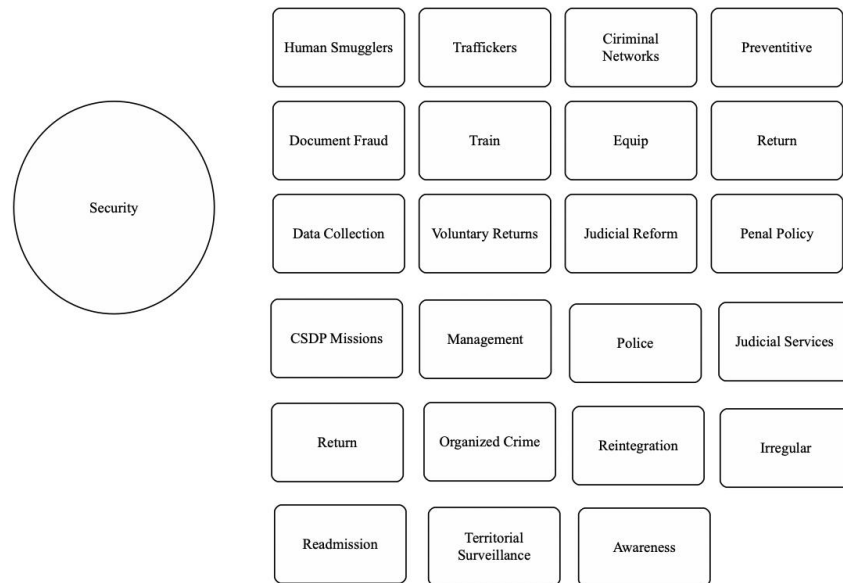 Human Smugglers
Traffickers
Ciriminal
Networks
Preventitive
Document Fraud
Train
Equip
Return
Security
Data Collection
Voluntary Returns
Judicial Reform
Penal Policy
CSDP Missions
Management
Police
Judicial Services
Return
Organized Crime
Reintegration
Irregular
Readmission
Territorial
Surveillance
Awareness